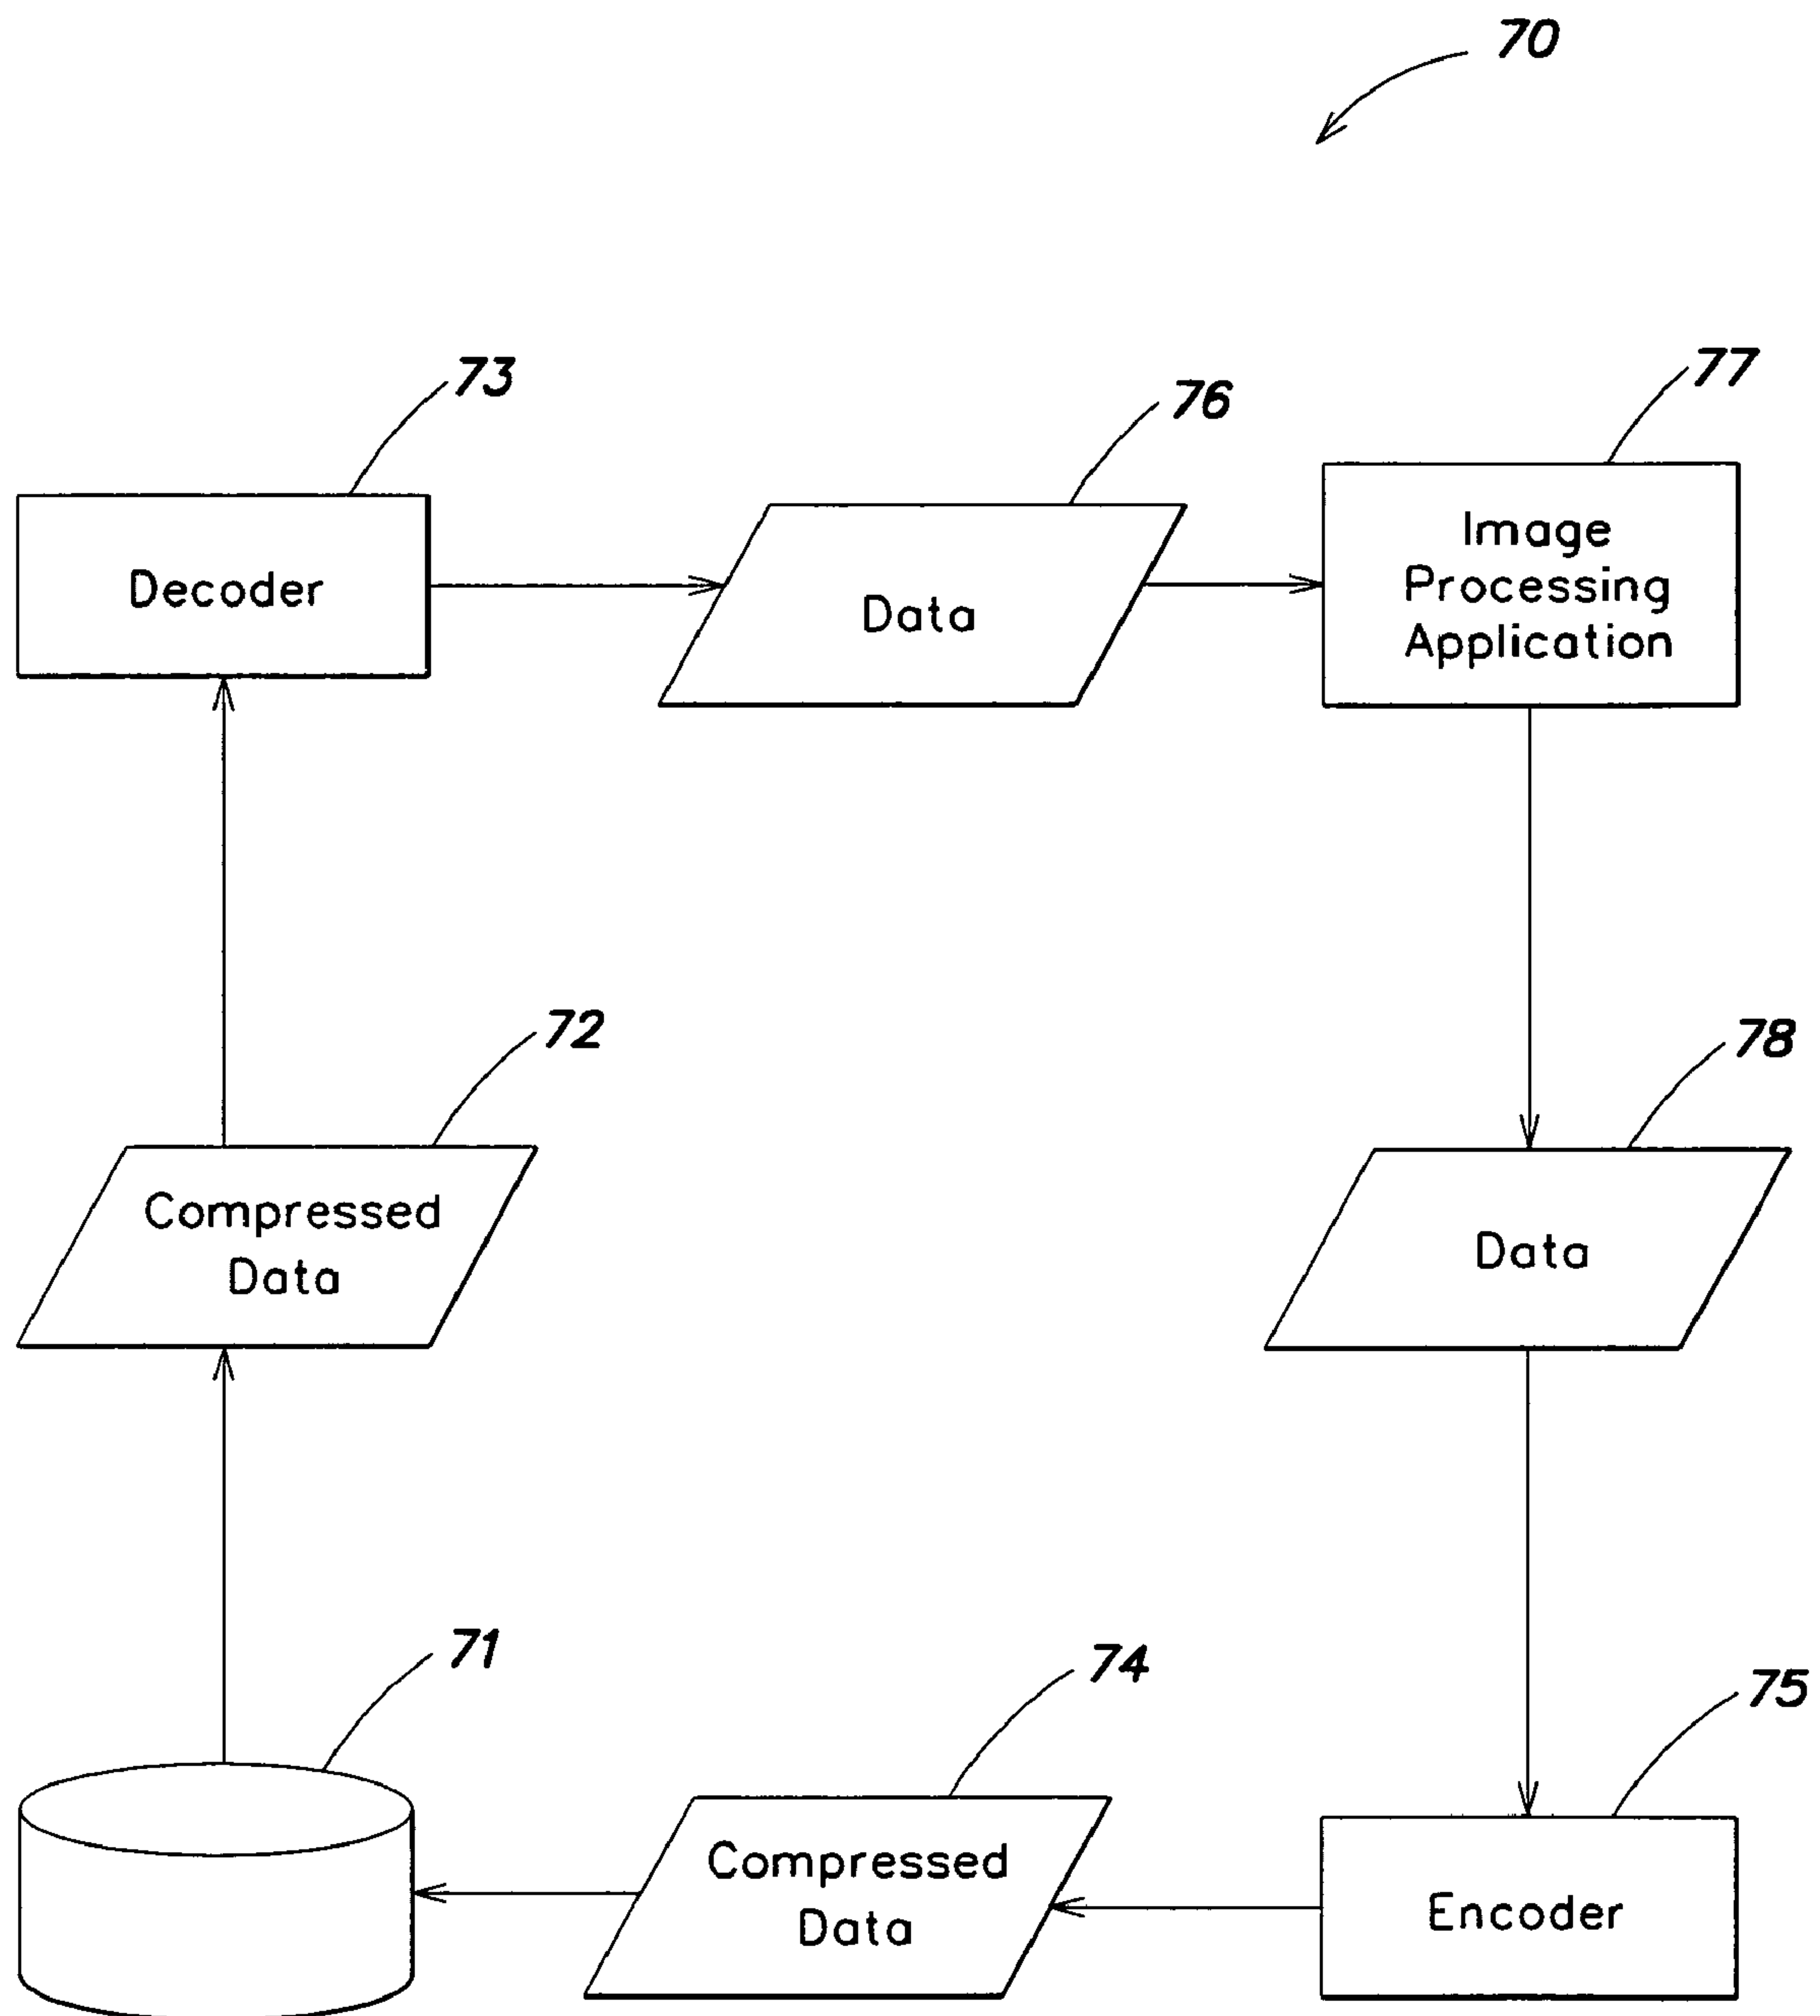 70
73
76
77
Decoder
Data
Image
Processing
Application
72
78
Compressed
Data
Data
71
74
75
Compressed
Data
Encoder